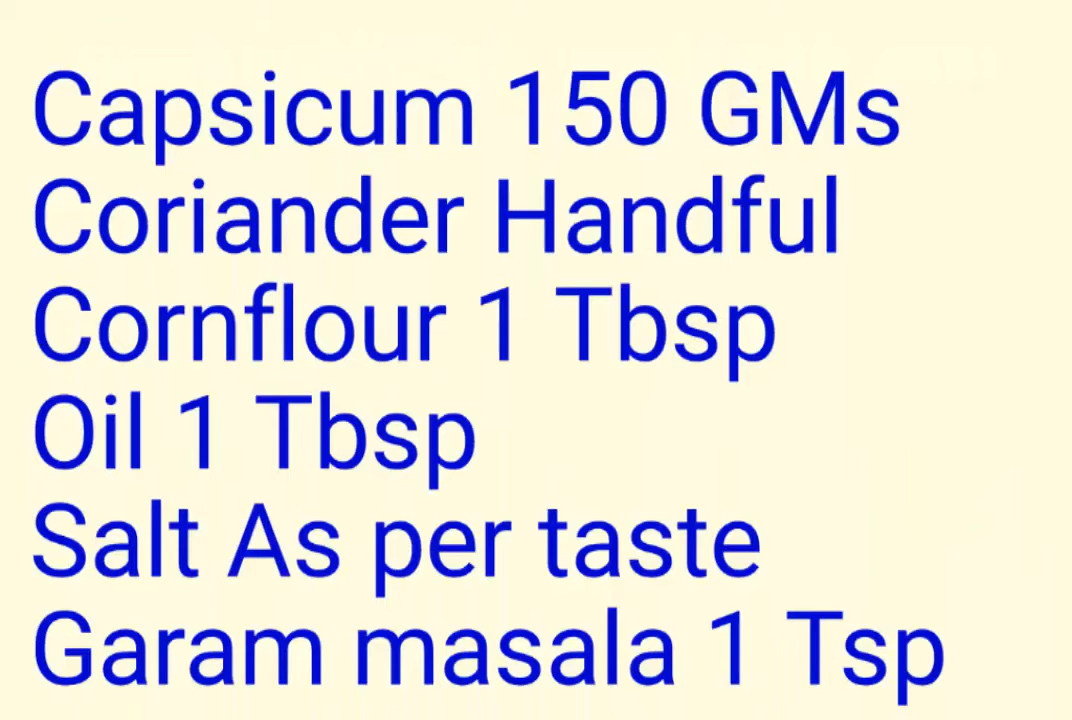 Capsicum 150 GMs
Coriander Handful
Cornflour 1 Tbsp
Oil 1 Tbsp
Salt As per taste
Garam masala 1 Tsp